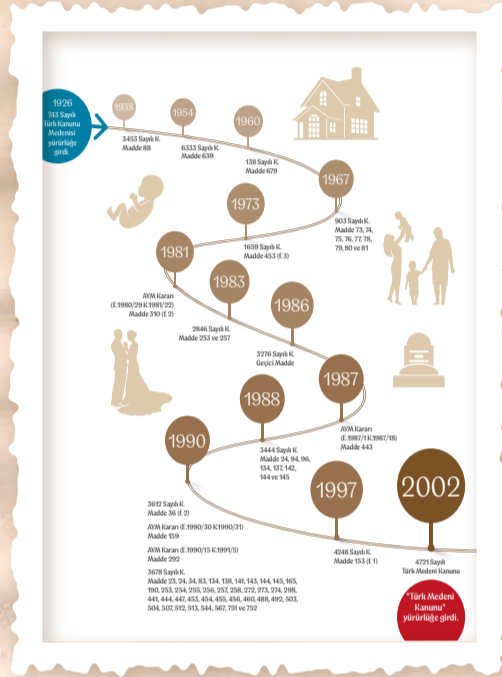 1926
743 Sayılı
Türk Kanunu
Medenisi
yürürlüğe
girdi.
1938
3453 Sayılı K.
Madde 88
1954
6333 Sayılı K.
Madde 639
1960
138 Sayılı K.
Madde 679
1967
903 Sayılı K.
Madde 73, 74,
75, 76, 77, 78,
79, 80 ve 81
1973
1659 Sayılı K.
Madde 453 (f. 3)
1981
AYM Kararı
(E.1980/29 K.1981/22)
Madde 310 (f. 2)
1983
2846 Sayılı K.
Madde 253 ve 257
1986
3276 Sayılı K.
Geçici Madde
1987
AYM Kararı
(E.1987/1 K.1987/18)
Madde 443
1988
3444 Sayılı K.
Madde 24, 94, 96,
134, 137, 142,
144 ve 145
1990
3612 Sayılı K.
Madde 36 (f. 2)
AYM Kararı (E.1990/30 K.1990/31)
Madde 159
AYM Kararı (E.1990/15 K.1991/5)
Madde 292
3678 Sayılı K.
Madde 23, 24, 34, 83, 134, 138, 141, 143, 144, 145, 165,
190, 253, 254, 255, 256, 257, 258, 272, 273, 274, 298,
441, 444, 447, 453, 454, 455, 456, 460, 488, 492, 503,
504, 507, 512, 513, 544, 567, 751 ve 752
1997
4248 Sayılı K.
Madde 153 (f. 1)
2002
4721 Sayılı
Türk Medeni Kanunu
"Türk Medeni
Kanunu"
yürürlüğe girdi.